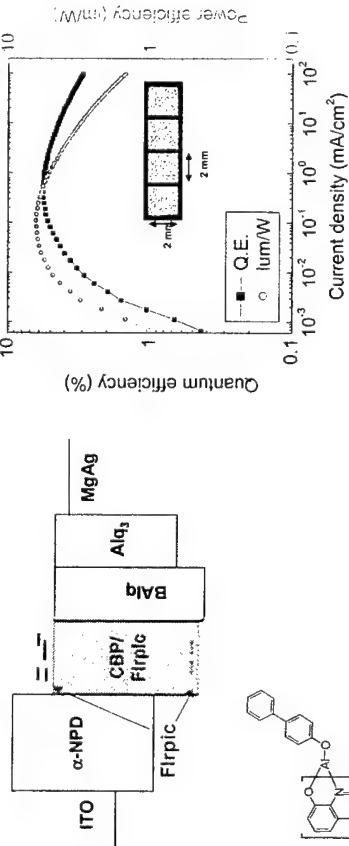 ITO
α-NPD
FIrpic
CBP/
FIrpic
BAlq
Alq₃
MgAg
Al
O
O
N
Quantum efficiency (%)
10
1
0.1
10
1
0.1
Power efficiency (lm/W)
Q.E.
lum/W
2 mm
2 mm
10⁻³
10⁻²
10⁻¹
10⁰
10¹
10²
Current density (mA/cm²)